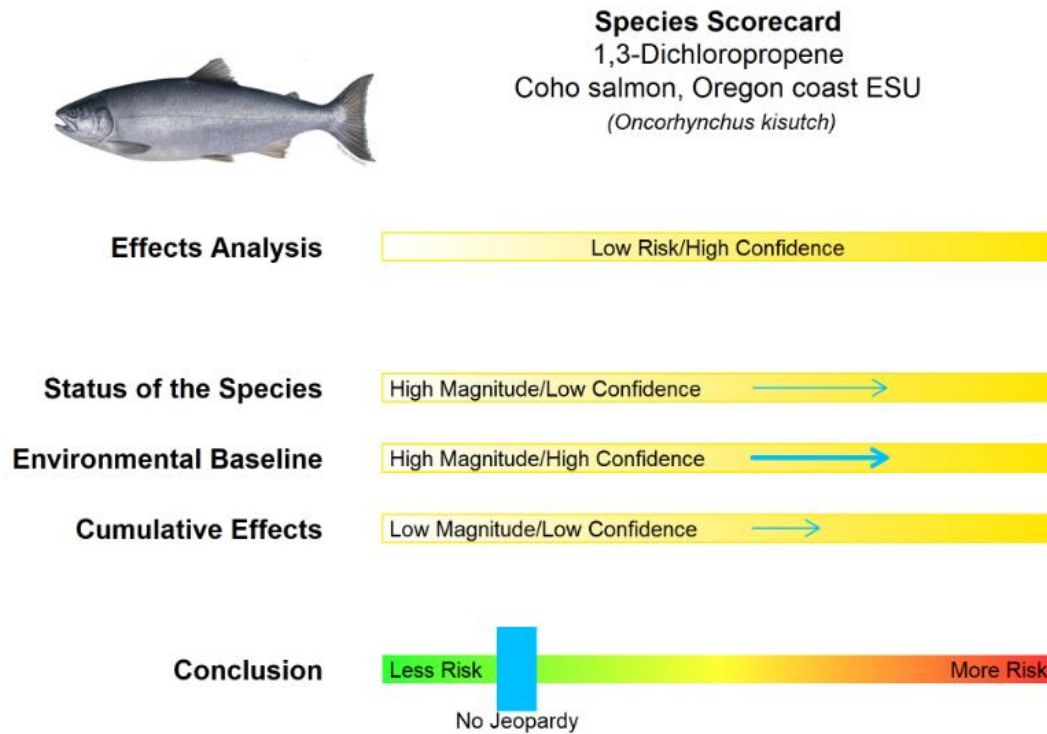 Species Scorecard
1,3-Dichloropropene
Coho salmon, Oregon coast ESU
(Oncorhynchus kisutch)
Effects Analysis
Low Risk/High Confidence
Status of the Species
High Magnitude/Low Confidence
Environmental Baseline
High Magnitude/High Confidence
Cumulative Effects
Low Magnitude/Low Confidence
Conclusion
Less Risk
More Risk
No Jeopardy